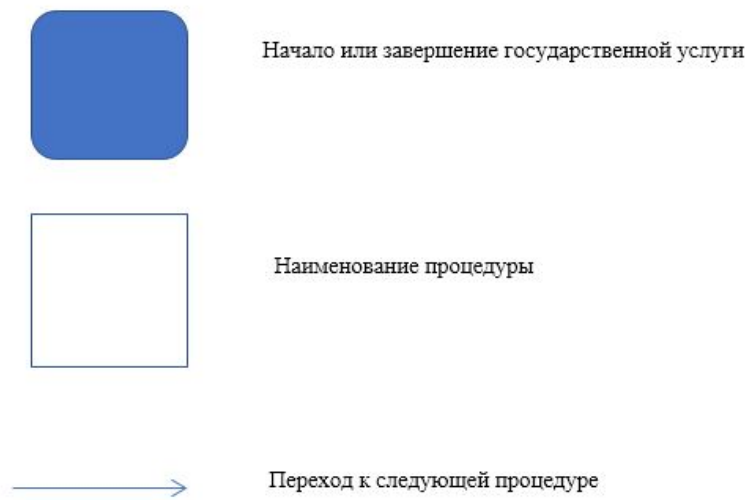 Начало или завершение государственной услуги
Наименование процедуры
Переход к следующей процедуре